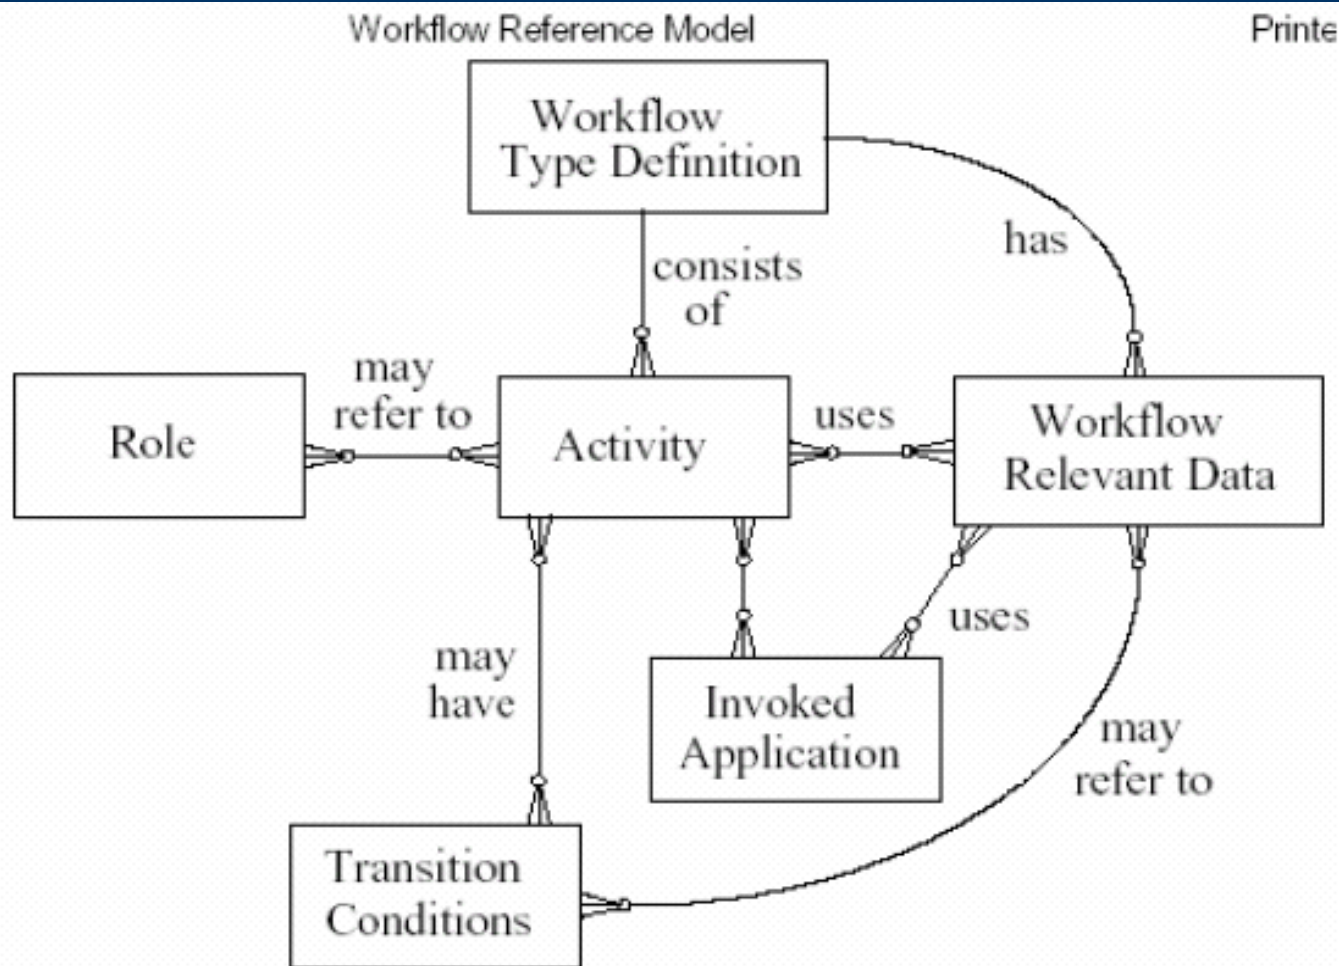 Workflow Reference Model
Printe
Workflow
Type Definition
has
consists
of
may
refer to
Role
Activity
uses
Workflow
Relevant Data
uses
may
have
Invoked
Application
may
refer to
Transition
Conditions